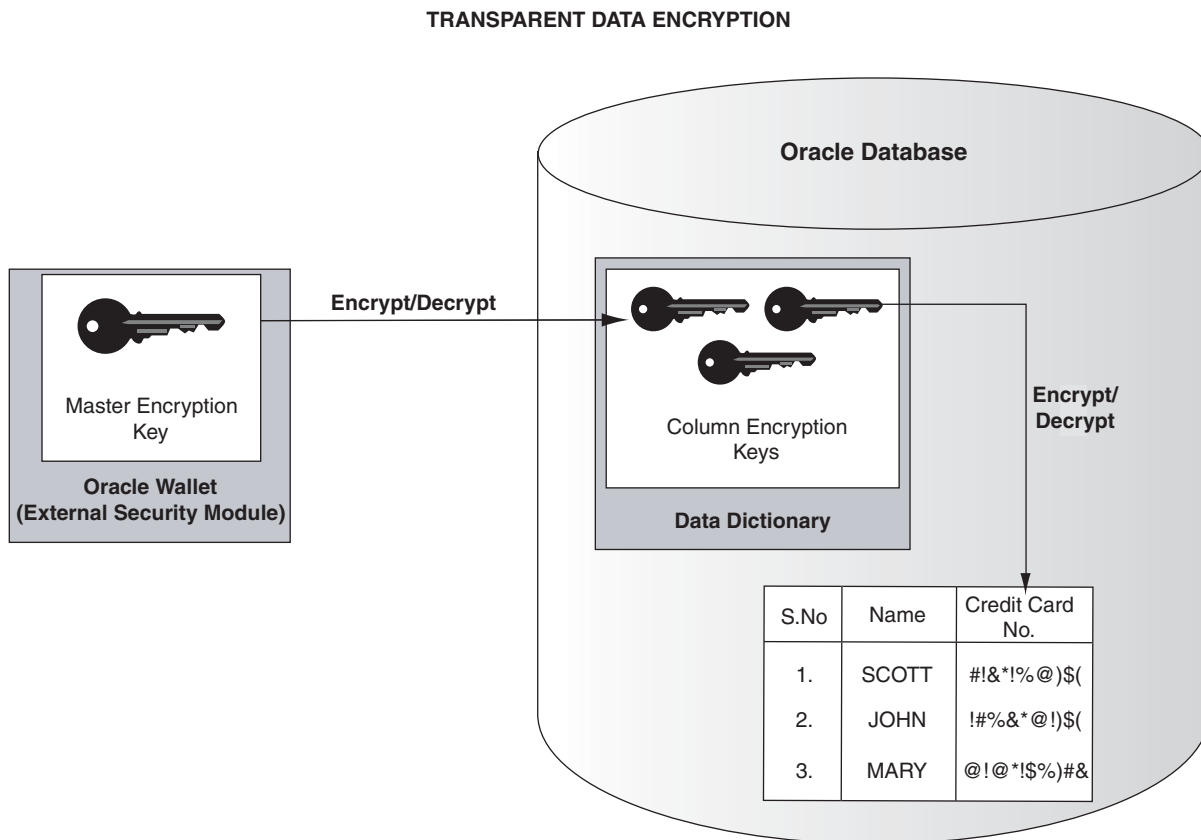 TRANSPARENT DATA ENCRYPTION
Oracle Database
Encrypt/Decrypt
Master Encryption
Key
Oracle Wallet
(External Security Module)
Column Encryption
Keys
Data Dictionary
Encrypt/
Decrypt
S.No Name Credit Card
No.
1. SCOTT #!&*!%@)$(
2. JOHN !#%&*@!)$(
3. MARY @!@*!$%)#&